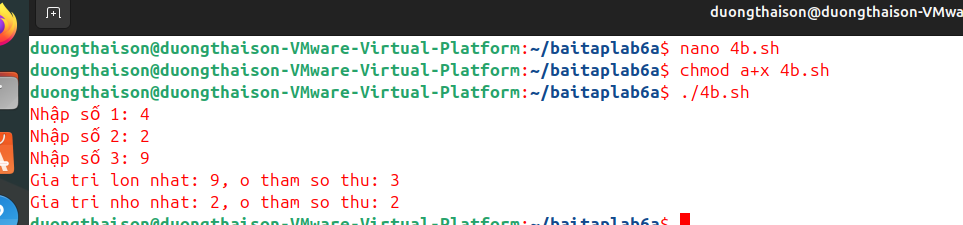 duongthaison@duongthaison-VMwa
duongthaison@duongthaison-VMware-Virtual-Platform:~/baitaplab6a$ nano 4b.sh
duongthaison@duongthaison-VMware-Virtual-Platform:~/baitaplab6a$ chmod a+x 4b.sh
duongthaison@duongthaison-VMware-Virtual-Platform:~/baitaplab6a$ ./4b.sh
Nhập số 1: 4
Nhập số 2: 2
Nhập số 3: 9
Gia tri lon nhat: 9, o tham so thu: 3
Gia tri nho nhat: 2, o tham so thu: 2
duongthaison@duongthaison-VMware-Virtual-Platform:~/baitaplab6a$